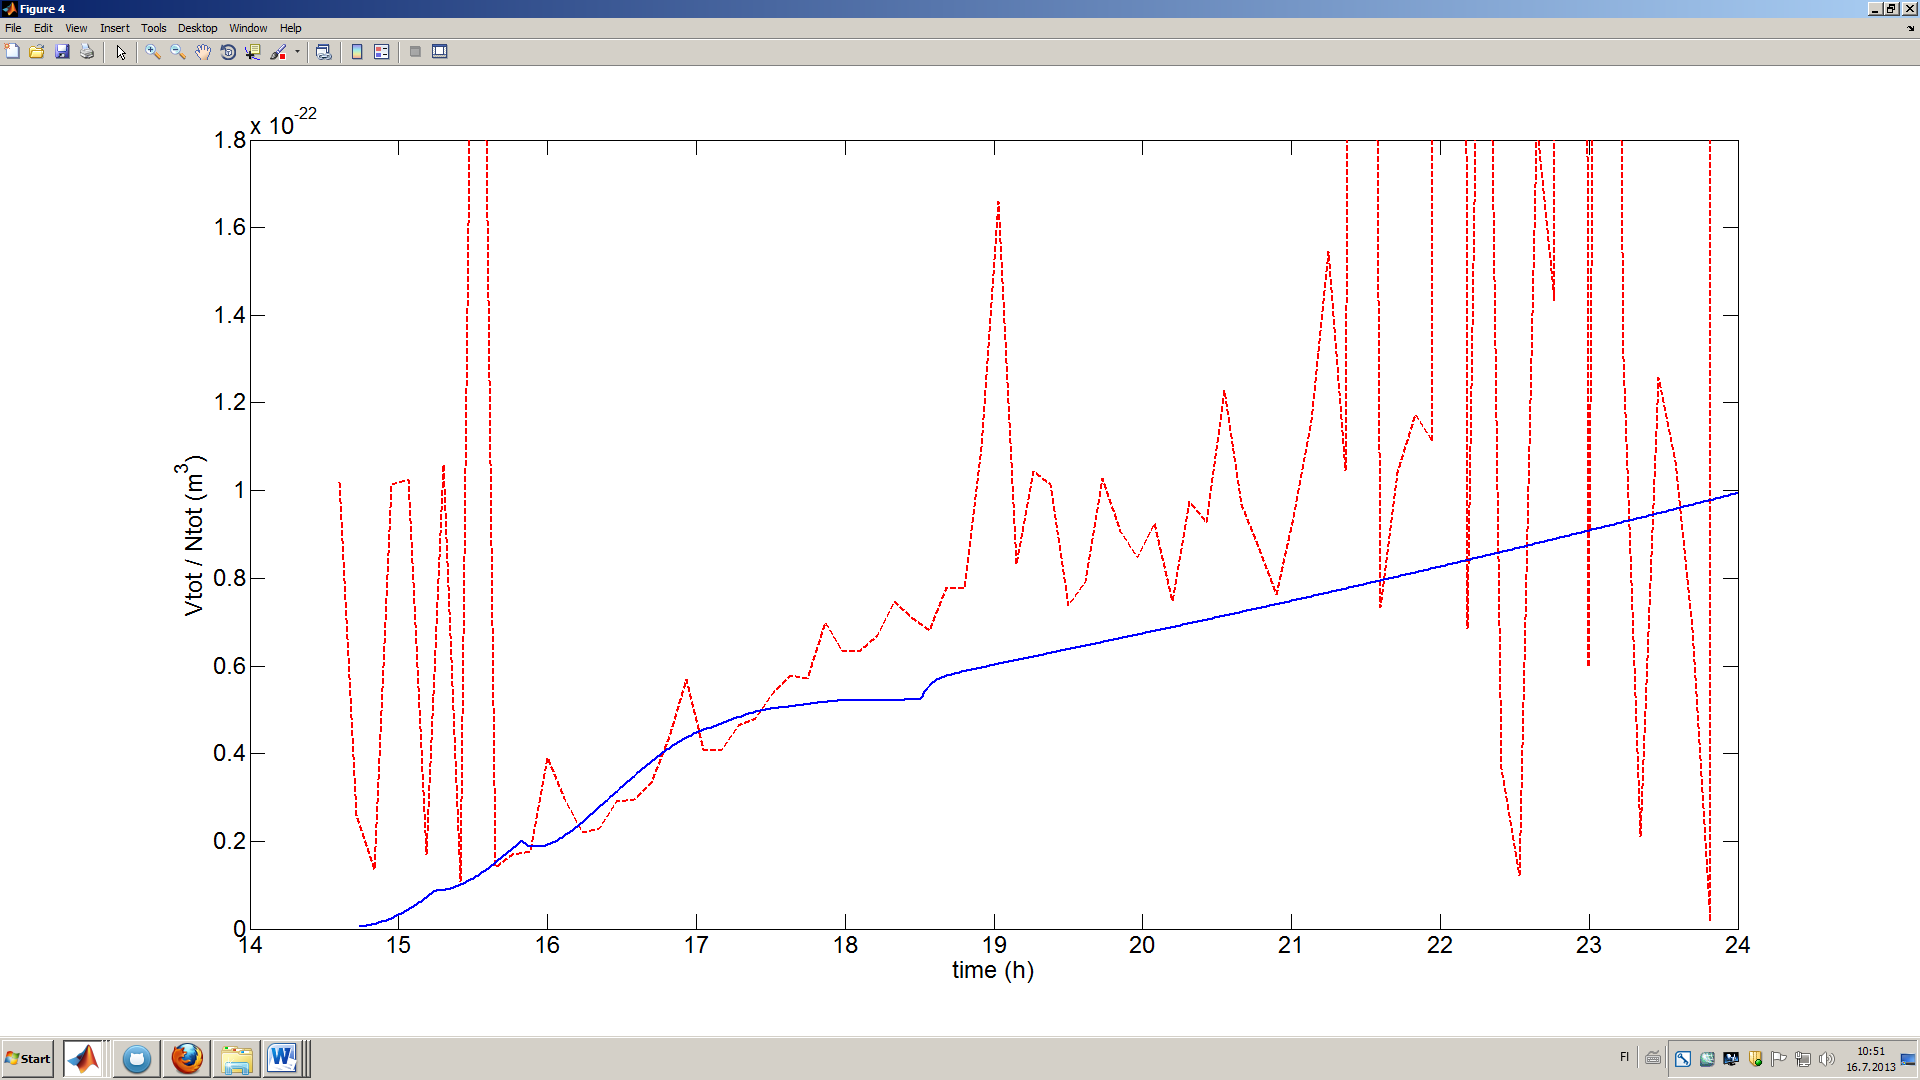 Figure 4
File Edit View Insert Tools Desktop Window Help
x 10-22
1.8
1.6
1.4
1.2
1
0.8
0.6
0.4
0.2
0
Vtot / Ntot (m3)
14 15 16 17 18 19 20 21 22 23 24
time (h)
Start
FI
10:51
16.7.2013